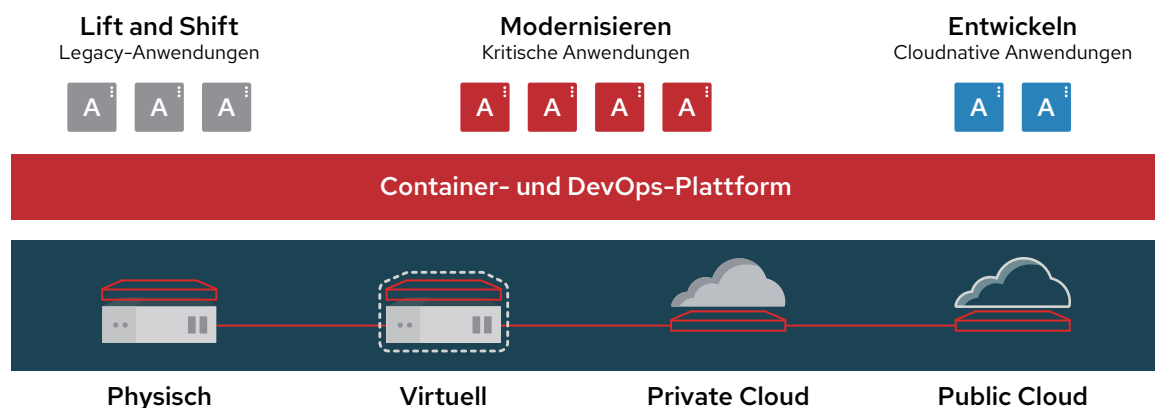 Lift and Shift
Legacy-Anwendungen
A A A
Modernisieren
Kritische Anwendungen
A A A A
Entwickeln
Cloudnative Anwendungen
A A
Container- und DevOps-Plattform
Physisch
Virtuell
Private Cloud
Public Cloud